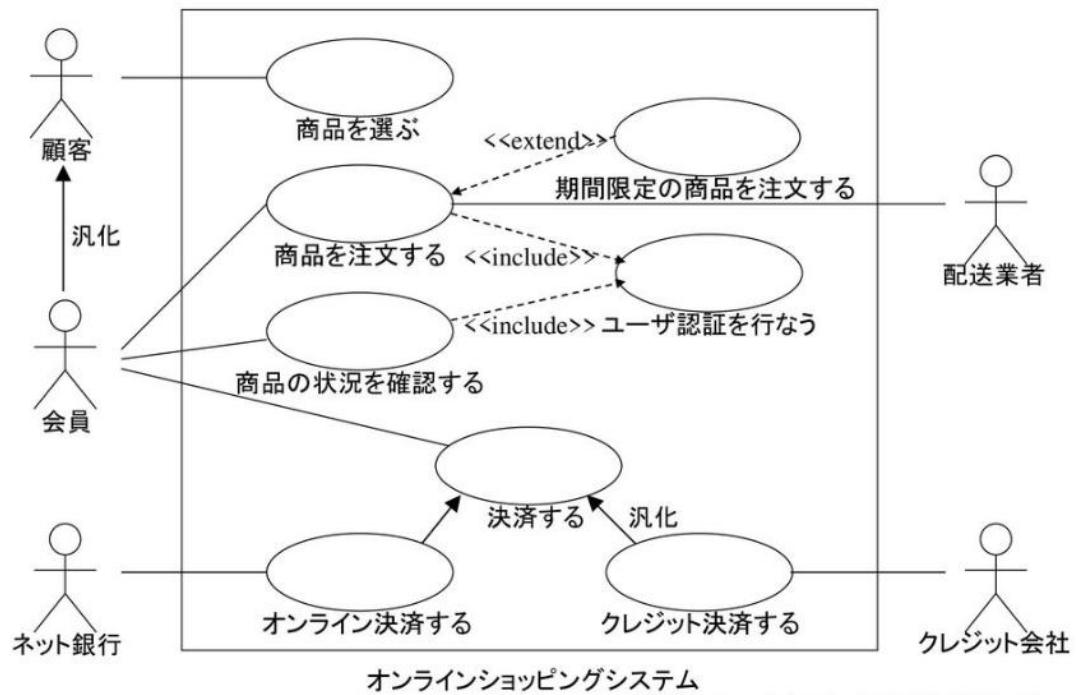 商品を選ぶ
顧客
<<extend>>
期間限定の商品を注文する
汎化
商品を注文する
<<include>>
配送業者
<<include>>
ユーザ認証を行なう
商品の状況を確認する
会員
決済する
汎化
オンライン決済する
クレジット決済する
ネット銀行
クレジット会社
オンラインショッピングシステム